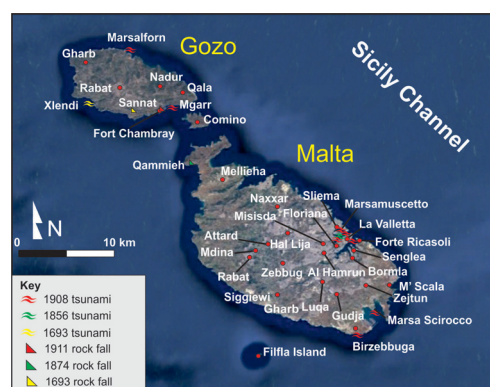 Marsalforn
Gozo
Gharb
Sicily Channel
Rabat
Nadur
Qala
Xlendi
Sannat
Mgarr
Fort Chambray
Comino
Malta
Qammieh
Mellieha
Naxxar
Sliema
Marsamuscetto
Misisda
Floriana
La Valletta
N
Attard
Hal Lija
Forte Ricasoli
Mdina
Senglea
0
10 km
Rabat
Zebbug
Al Hamrun
Bormla
M' Scala
Siggiewi
Zejtun
Gharb
Luqa
Gudja
Marsa Scirocco
Birzebbuga
Filfla Island
Key
1908 tsunami
1856 tsunami
1693 tsunami
1911 rock fall
1874 rock fall
1693 rock fall